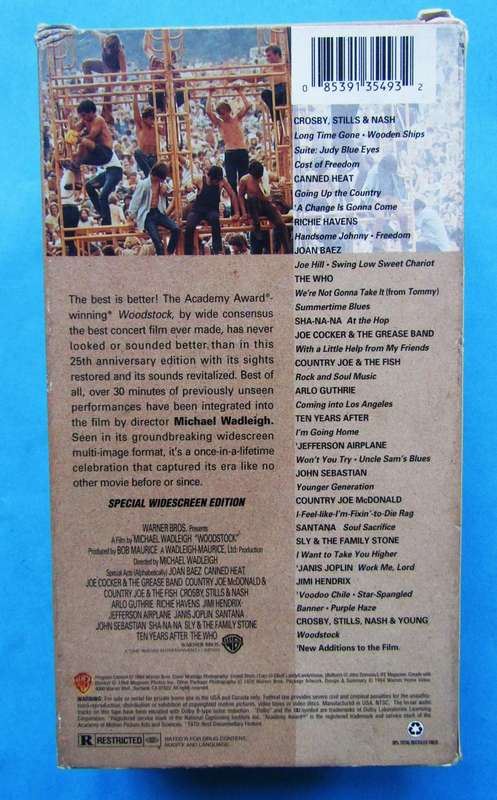 0 85391 35493 2
CROSBY, STILLS & NASH
Long Time Gone • Wooden Ships
Suite: Judy Blue Eyes
Cost of Freedom
CANNED HEAT
Going Up the Country
*A Change Is Gonna Come
RICHIE HAVENS
Handsome Johnny • Freedom
JOAN BAEZ
Joe Hill • Swing Low Sweet Chariot
THE WHO
We're Not Gonna Take It (from Tommy)
Summertime Blues
SHA-NA-NA At the Hop
JOE COCKER & THE GREASE BAND
With a Little Help from My Friends
COUNTRY JOE & THE FISH
Rock and Soul Music
ARLO GUTHRIE
Coming into Los Angeles
TEN YEARS AFTER
I'm Going Home
*JEFFERSON AIRPLANE
Won't You Try • Uncle Sam's Blues
JOHN SEBASTIAN
Younger Generation
COUNTRY JOE McDONALD
I-Feel-like-I'm-Fixin'-to-Die Rag
SANTANA Soul Sacrifice
SLY & THE FAMILY STONE
I Want to Take You Higher
*JANIS JOPLIN Work Me, Lord
JIMI HENDRIX
*Voodoo Chile • Star-Spangled
Banner • Purple Haze
CROSBY, STILLS, NASH & YOUNG
Woodstock
*New Additions to the Film.
The best is better! The Academy Award®-
winning* Woodstock, by wide consensus
the best concert film ever made, has never
looked or sounded better than in this
25th anniversary edition with its sights
restored and its sounds revitalized. Best of
all, over 30 minutes of previously unseen
performances have been integrated into
the film by director Michael Wadleigh.
Seen in its groundbreaking widescreen
multi-image format, it's a once-in-a-lifetime
celebration that captured its era like no
other movie before or since.
SPECIAL WIDESCREEN EDITION
WARNER BROS. Presents
A Film by MICHAEL WADLEIGH "WOODSTOCK"
Produced by BOB MAURICE A WADLEIGH-MAURICE, Ltd. Production
Directed by MICHAEL WADLEIGH
Special Acts (Alphabetically) JOAN BAEZ CANNED HEAT
JOE COCKER & THE GREASE BAND COUNTRY JOE McDONALD &
COUNTRY JOE & THE FISH CROSBY, STILLS & NASH
ARLO GUTHRIE RICHIE HAVENS JIMI HENDRIX
JEFFERSON AIRPLANE JANIS JOPLIN SANTANA
JOHN SEBASTIAN SHA-NA-NA SLY & THE FAMILY STONE
TEN YEARS AFTER THE WHO
WARNER BROS.
R RESTRICTED
RATED R FOR DRUG CONTENT,
NUDITY AND LANGUAGE.